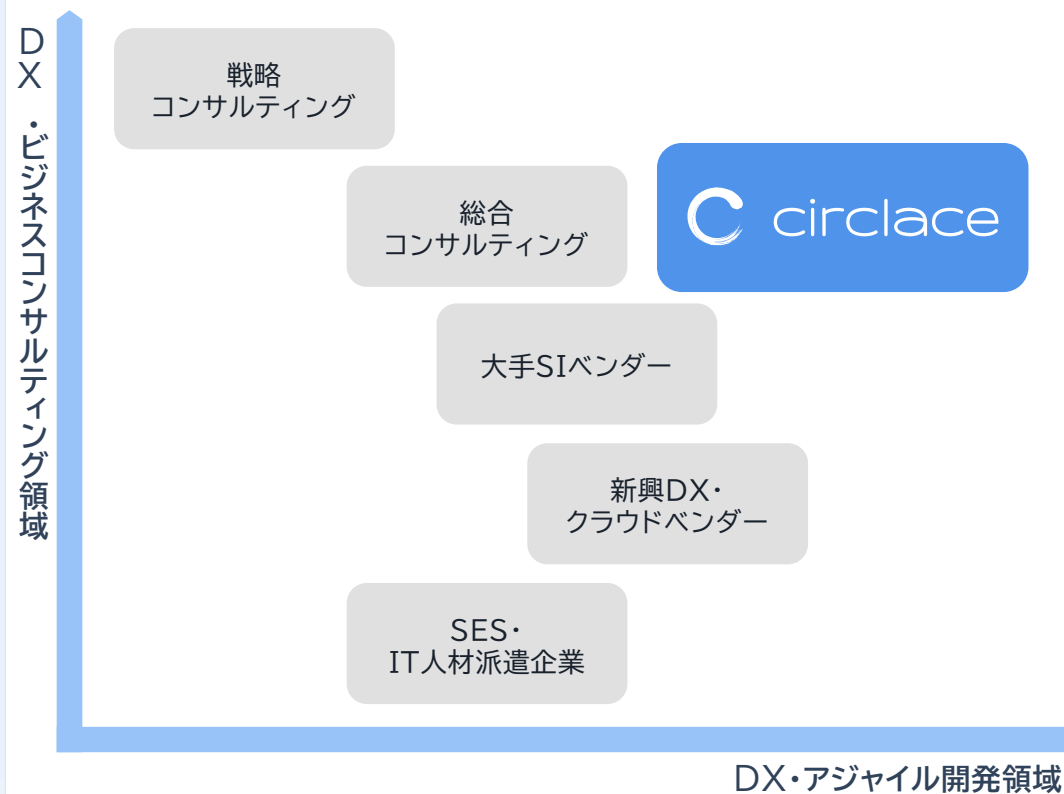 DX・ビジネスコンサルティング領域
戦略
コンサルティング
総合
コンサルティング
circlace
大手SIベンダー
新興DX・
クラウドベンダー
SES・
IT人材派遣企業
DX・アジャイル開発領域